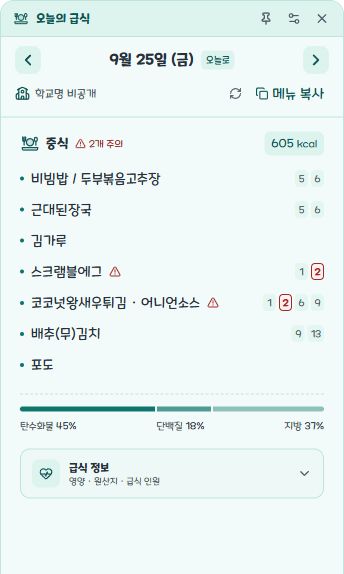 오늘의 급식
9월 25일 (금) 오늘로
학교명 비공개 메뉴 복사
중식 2개 주의 605 kcal
• 비빔밥 / 두부볶음고추장 5 6
• 근대된장국 5 6
• 김가루
• 스크램블에그 1 2
• 코코넛왕새우튀김 · 어니언소스 1 2 6 9
• 배추(무)김치 9 13
• 포도
탄수화물 45% 단백질 18% 지방 37%
급식 정보
영양 · 원산지 · 급식 인원